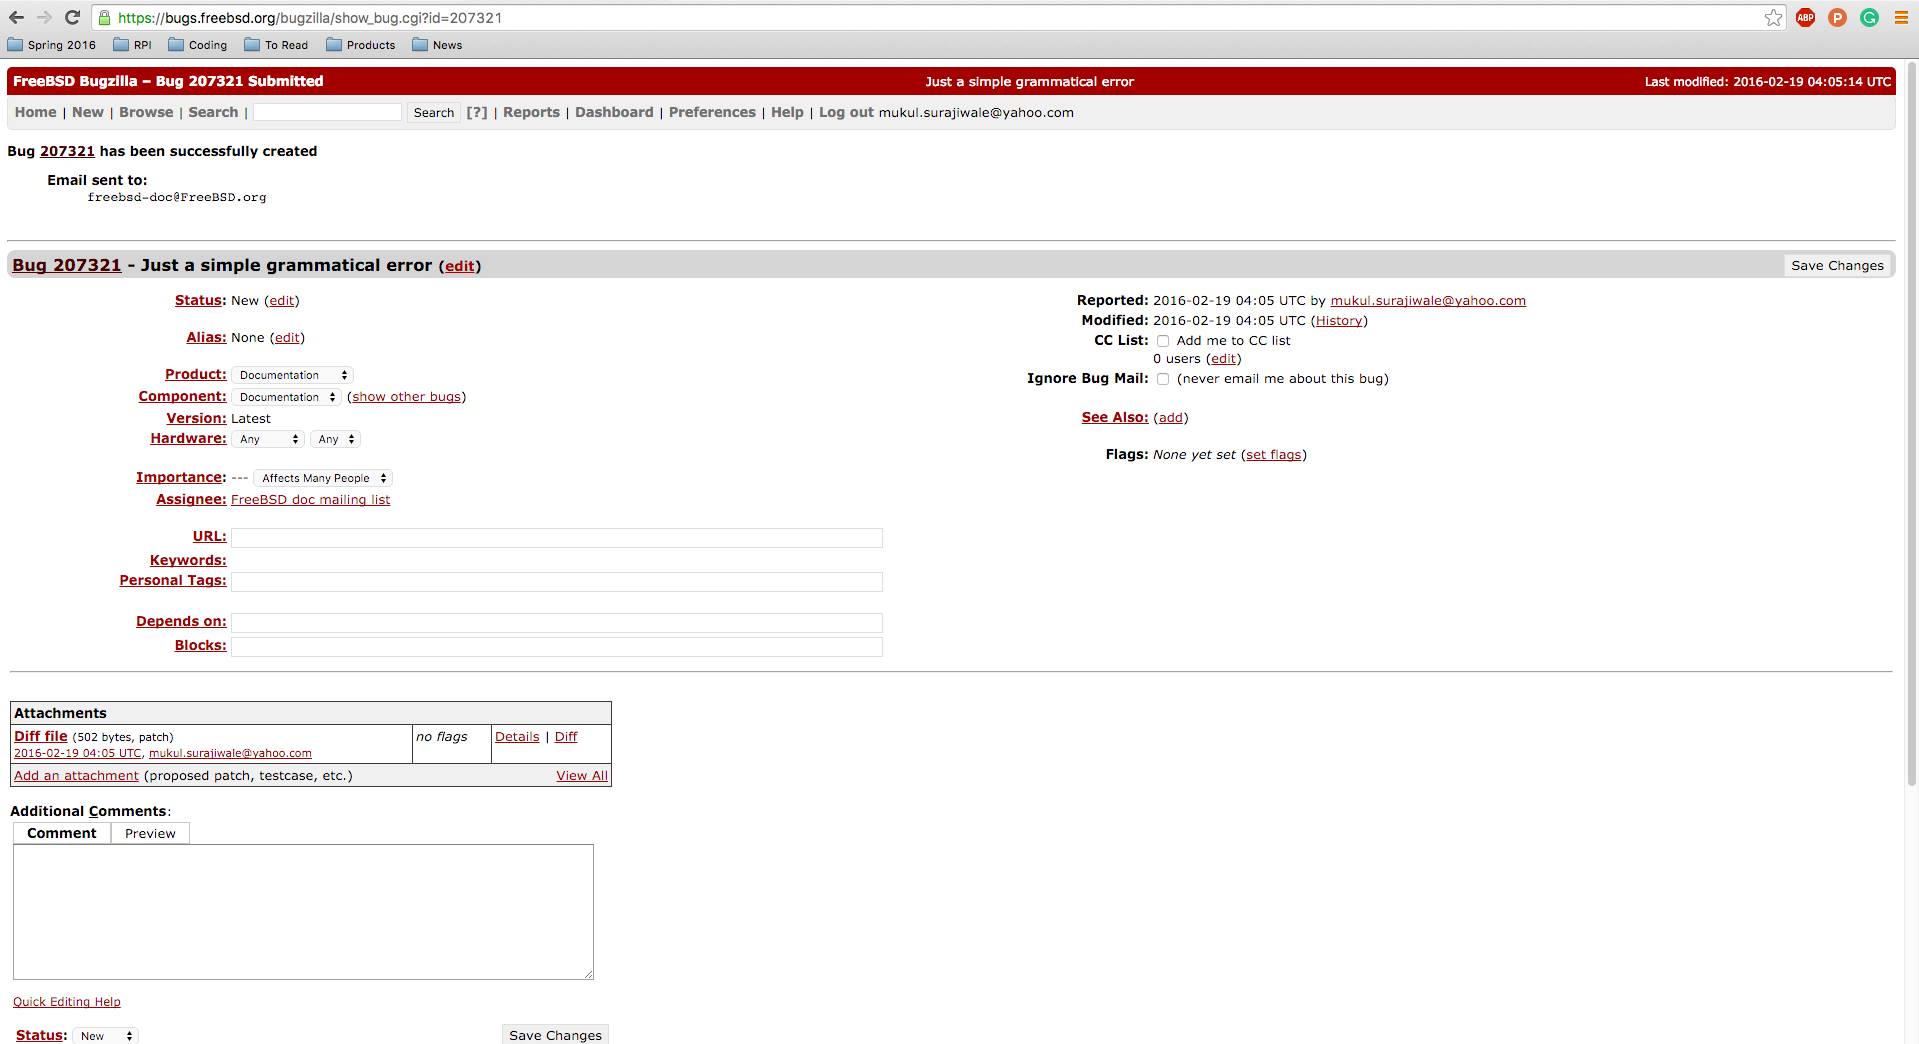 https://bugs.freebsd.org/bugzilla/show_bug.cgi?id=207321
ABP P G
Spring 2016 RPI Coding To Read Products News
FreeBSD Bugzilla – Bug 207321 Submitted Just a simple grammatical error Last modified: 2016-02-19 04:05:14 UTC
Home | New | Browse | Search | Search [?] | Reports | Dashboard | Preferences | Help | Log out mukul.surajiwale@yahoo.com
Bug 207321 has been successfully created
Email sent to:
freebsd-doc@FreeBSD.org
Bug 207321 - Just a simple grammatical error (edit) Save Changes
Status: New (edit)
Alias: None (edit)
Product: Documentation
Component: Documentation (show other bugs)
Version: Latest
Hardware: Any Any
Importance: --- Affects Many People
Assignee: FreeBSD doc mailing list
URL:
Keywords:
Personal Tags:
Depends on:
Blocks:
Reported: 2016-02-19 04:05 UTC by mukul.surajiwale@yahoo.com
Modified: 2016-02-19 04:05 UTC (History)
CC List: Add me to CC list
0 users (edit)
Ignore Bug Mail: (never email me about this bug)
See Also: (add)
Flags: None yet set (set flags)
Attachments
Diff file (502 bytes, patch) no flags Details | Diff
2016-02-19 04:05 UTC, mukul.surajiwale@yahoo.com
Add an attachment (proposed patch, testcase, etc.) View All
Additional Comments:
Comment Preview
Quick Editing Help
Status: New Save Changes